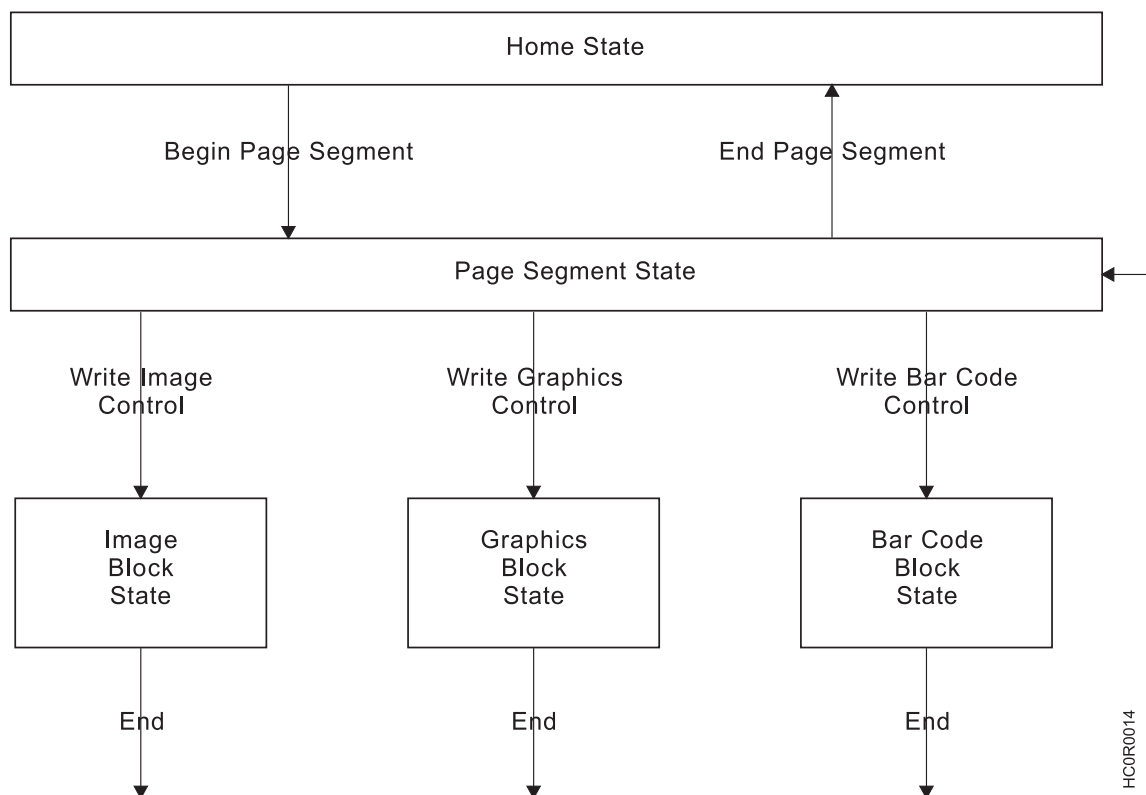 Home State
Begin Page Segment
End Page Segment
Page Segment State
Write Image
Control
Write Graphics
Control
Write Bar Code
Control
Image
Block
State
Graphics
Block
State
Bar Code
Block
State
End
End
End
HC0R0014